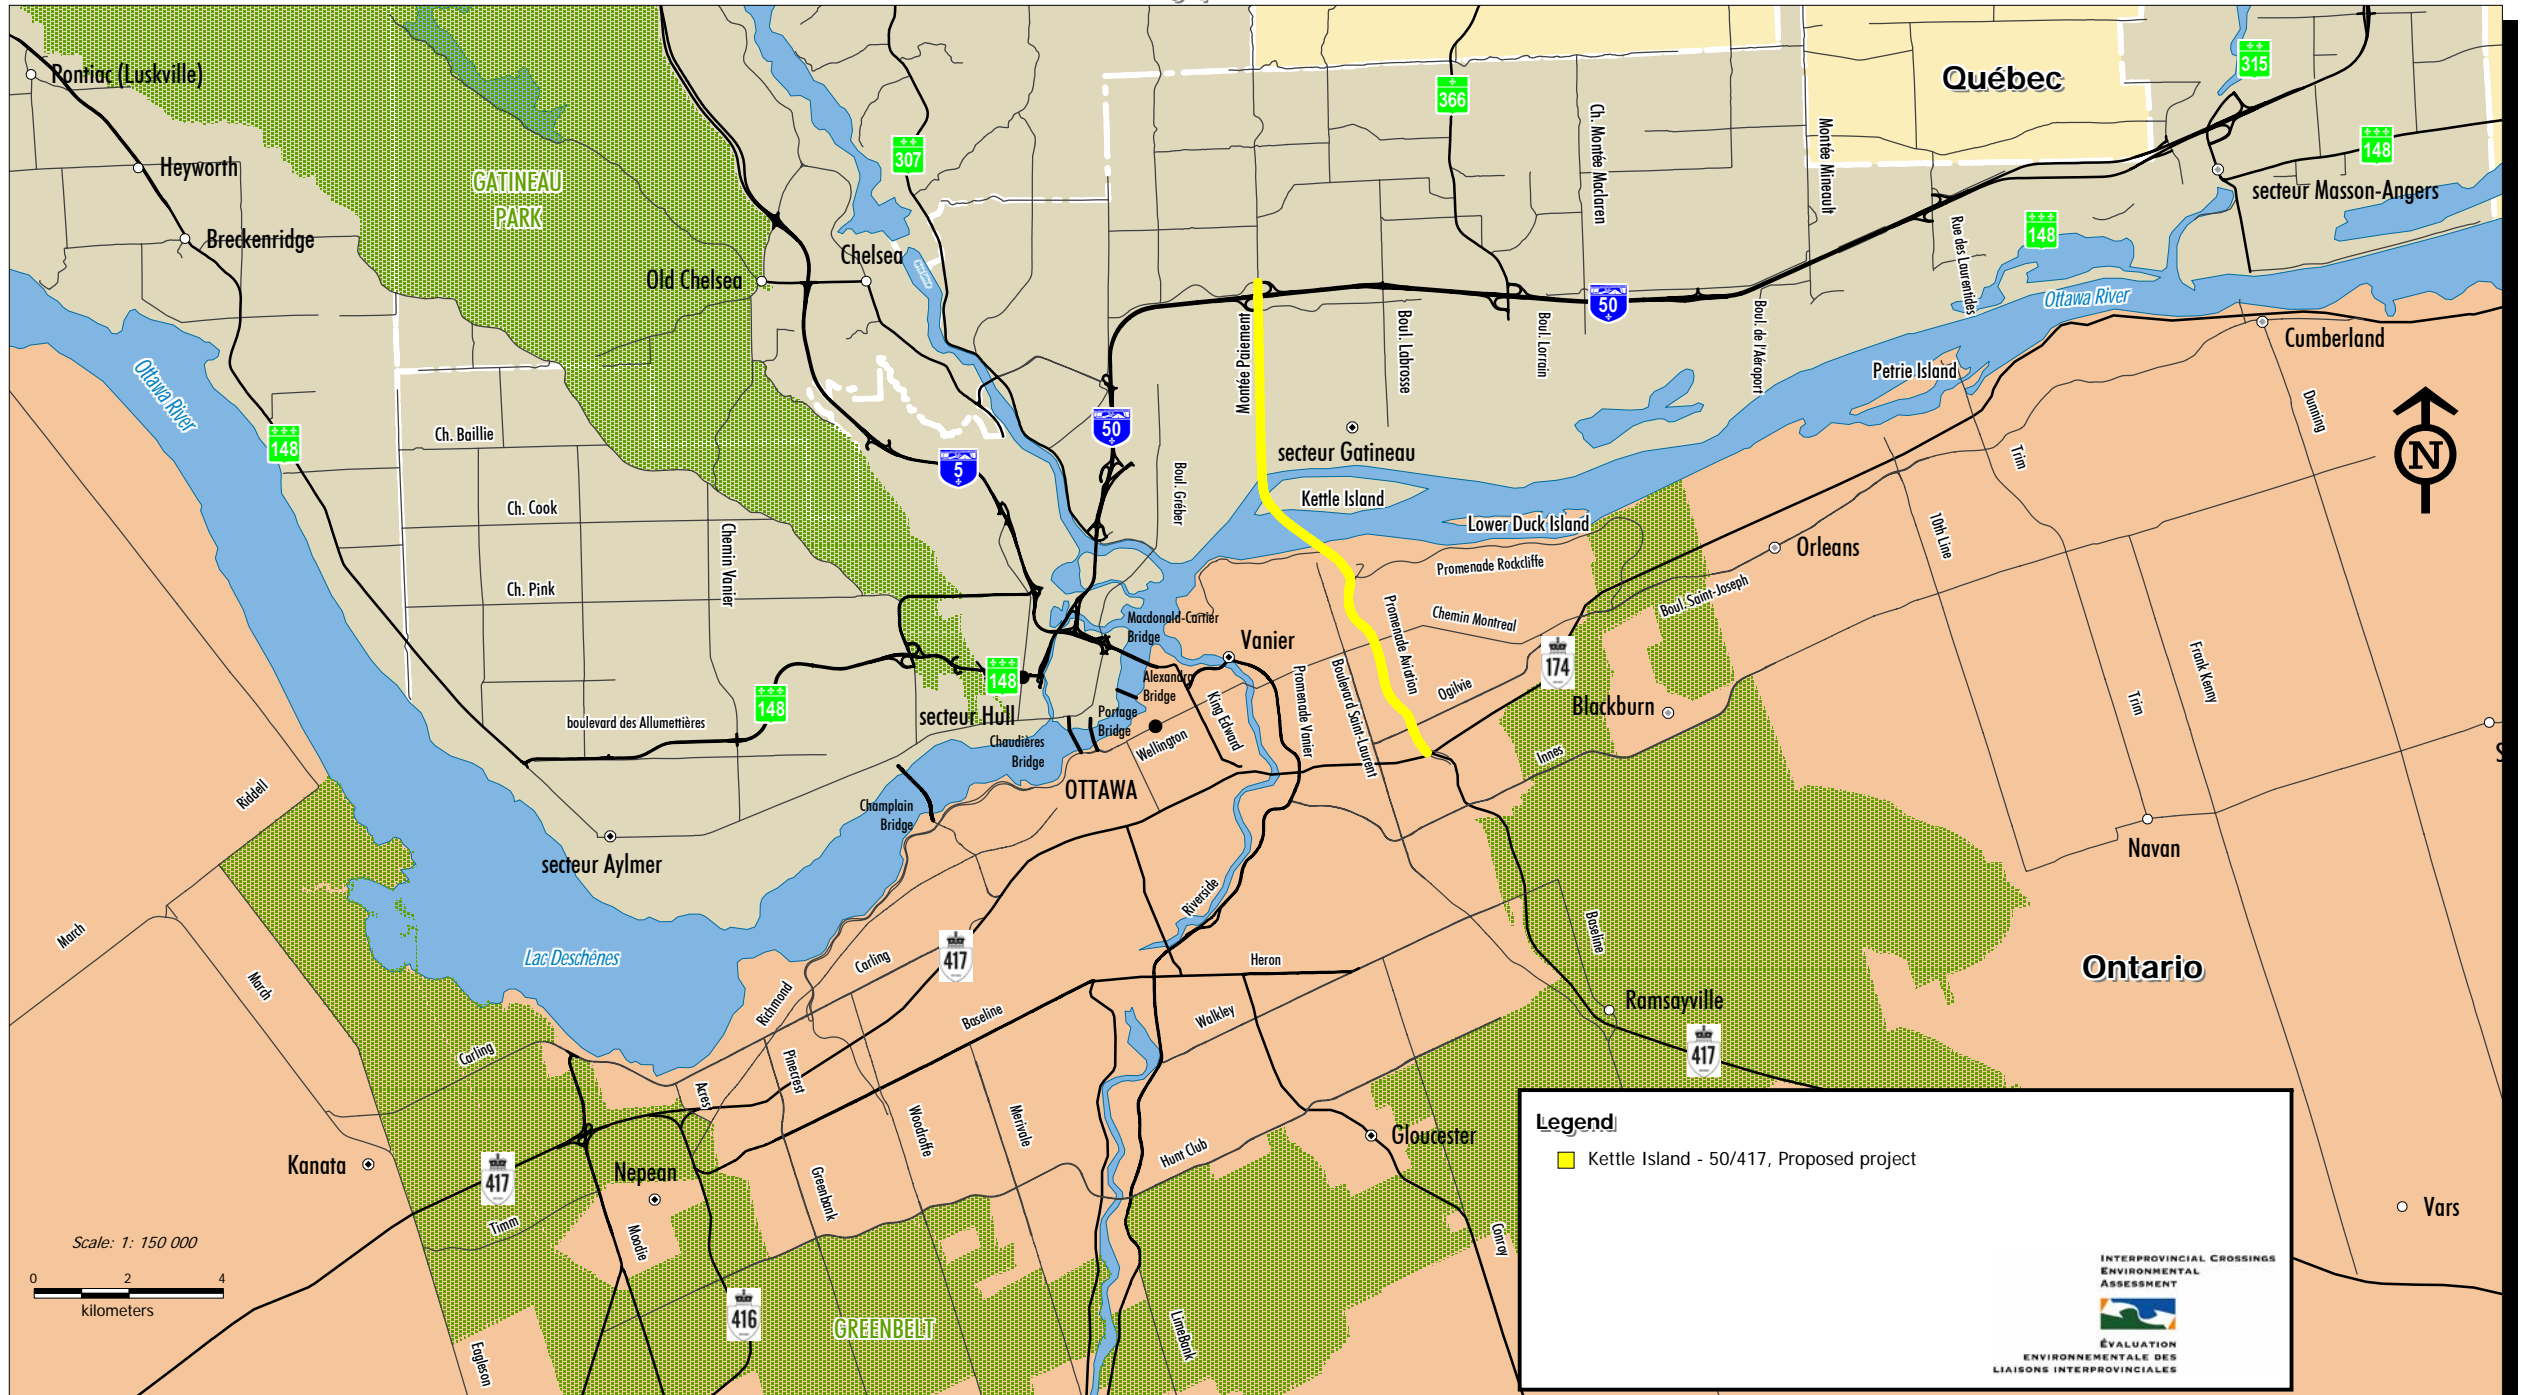 Pontiac (Luskville)
Heyworth
Breckenridge
GATINEAU
PARK
Old Chelsea
Chelsea
307
366
315
148
Québec
Ch. Montée Maclaren
Montée Mineault
secteur Masson-Angers
148
Rue des Laurentides
Ottawa River
Cumberland
50
Montée Paiement
Boul. Labrosse
Boul. Lorrain
Boul. de l'Aéroport
Petrie Island
Dunning
Ottawa River
148
Ch. Baillie
50
5
secteur Gatineau
Boul. Gréber
Kettle Island
Lower Duck Island
Trim
N
Ch. Cook
Chemin Vanier
Ch. Pink
Promenade Rockcliffe
Orleans
10th Line
Boul. Saint-Joseph
Chemin Montreal
Promenade Aviation
Macdonald-Cartier
Bridge
Vanier
Alexandra
Bridge
King Edward
Promenade Vanier
Boulevard Saint-Laurent
Ogilvie
174
Blackburn
Frank Kenny
Trim
148
148
secteur Hull
boulevard des Allumettières
Portage
Bridge
Chaudières
Bridge
Wellington
Innes
OTTAWA
Riddell
Champlain
Bridge
secteur Aylmer
Navan
S
March
March
Lac Deschênes
Riverside
Carling
417
Heron
Baseline
Ontario
Richmond
Baseline
Walkley
Ramsayville
417
Carling
Acres
Pinecrest
Woodroffe
Merivale
Hunt Club
Gloucester
Kanata
417
Nepean
Greenbank
Timm
Moodie
Conroy
Vars
416
GREENBELT
LimeBank
Eagleson
Scale: 1: 150 000
0 2 4
kilometers
Legend
Kettle Island - 50/417, Proposed project
INTERPROVINCIAL CROSSINGS
ENVIRONMENTAL
ASSESSMENT
ÉVALUATION
ENVIRONNEMENTALE DES
LIAISONS INTERPROVINCIALES